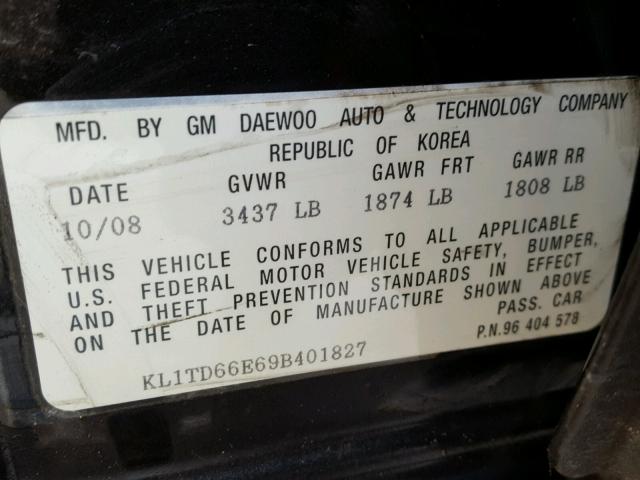 MFD. BY GM DAEWOO AUTO & TECHNOLOGY COMPANY
REPUBLIC OF KOREA
DATE GVWR GAWR FRT GAWR RR
10/08 3437 LB 1874 LB 1808 LB
THIS VEHICLE CONFORMS TO ALL APPLICABLE
U.S. FEDERAL MOTOR VEHICLE SAFETY, BUMPER,
AND THEFT PREVENTION STANDARDS IN EFFECT
ON THE DATE OF MANUFACTURE SHOWN ABOVE
PASS. CAR
KL1TD66E69B401827 P.N.96 404 578